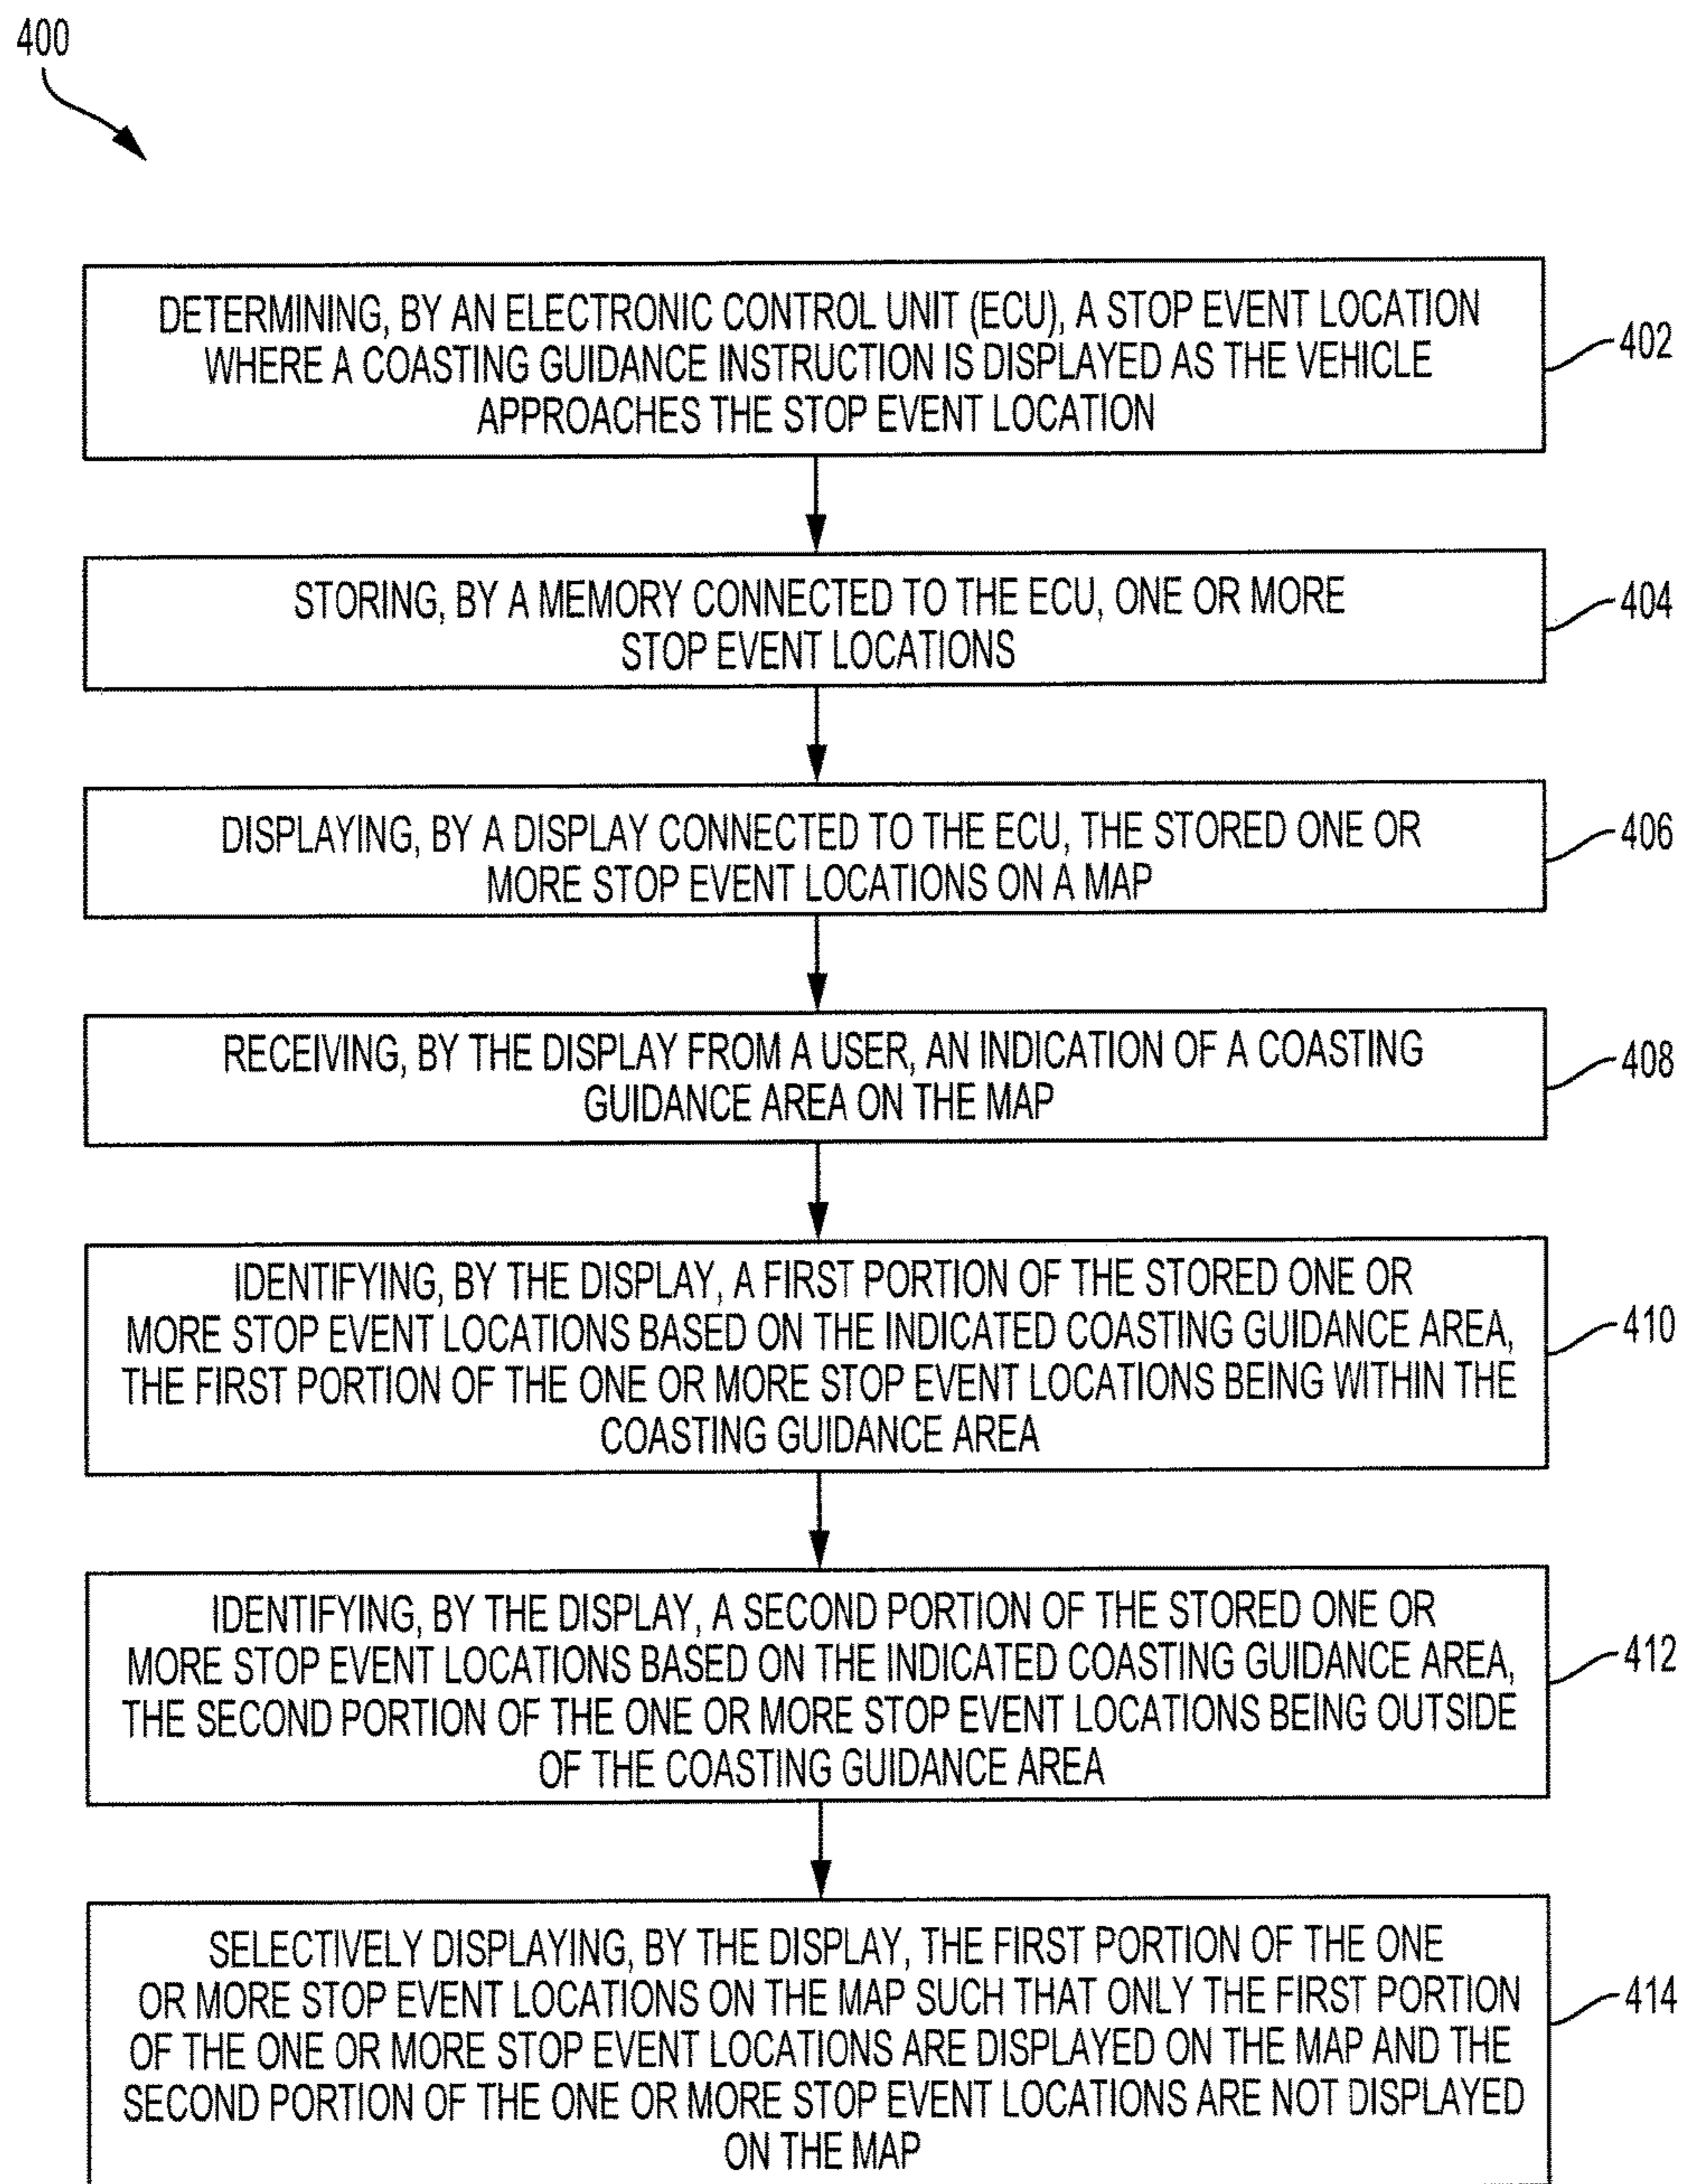 400
DETERMINING, BY AN ELECTRONIC CONTROL UNIT (ECU), A STOP EVENT LOCATION
WHERE A COASTING GUIDANCE INSTRUCTION IS DISPLAYED AS THE VEHICLE
APPROACHES THE STOP EVENT LOCATION
402
STORING, BY A MEMORY CONNECTED TO THE ECU, ONE OR MORE
STOP EVENT LOCATIONS
404
DISPLAYING, BY A DISPLAY CONNECTED TO THE ECU, THE STORED ONE OR
MORE STOP EVENT LOCATIONS ON A MAP
406
RECEIVING, BY THE DISPLAY FROM A USER, AN INDICATION OF A COASTING
GUIDANCE AREA ON THE MAP
408
IDENTIFYING, BY THE DISPLAY, A FIRST PORTION OF THE STORED ONE OR
MORE STOP EVENT LOCATIONS BASED ON THE INDICATED COASTING GUIDANCE AREA,
THE FIRST PORTION OF THE ONE OR MORE STOP EVENT LOCATIONS BEING WITHIN THE
COASTING GUIDANCE AREA
410
IDENTIFYING, BY THE DISPLAY, A SECOND PORTION OF THE STORED ONE OR
MORE STOP EVENT LOCATIONS BASED ON THE INDICATED COASTING GUIDANCE AREA,
THE SECOND PORTION OF THE ONE OR MORE STOP EVENT LOCATIONS BEING OUTSIDE
OF THE COASTING GUIDANCE AREA
412
SELECTIVELY DISPLAYING, BY THE DISPLAY, THE FIRST PORTION OF THE ONE
OR MORE STOP EVENT LOCATIONS ON THE MAP SUCH THAT ONLY THE FIRST PORTION
OF THE ONE OR MORE STOP EVENT LOCATIONS ARE DISPLAYED ON THE MAP AND THE
SECOND PORTION OF THE ONE OR MORE STOP EVENT LOCATIONS ARE NOT DISPLAYED
ON THE MAP
414